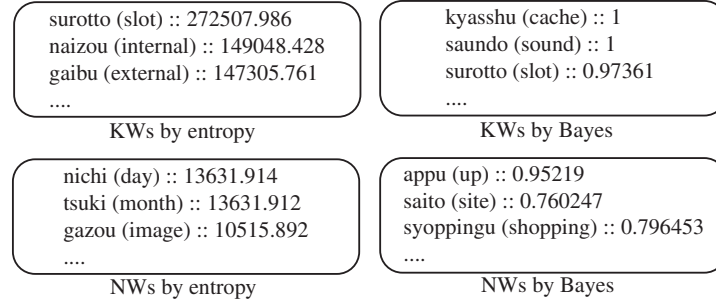 surotto (slot) :: 272507.986
naizou (internal) :: 149048.428
gaibu (external) :: 147305.761
....
KWs by entropy
kyasshu (cache) :: 1
saundo (sound) :: 1
surotto (slot) :: 0.97361
....
KWs by Bayes
nichi (day) :: 13631.914
tsuki (month) :: 13631.912
gazou (image) :: 10515.892
....
NWs by entropy
appu (up) :: 0.95219
saito (site) :: 0.760247
syoppingu (shopping) :: 0.796453
....
NWs by Bayes